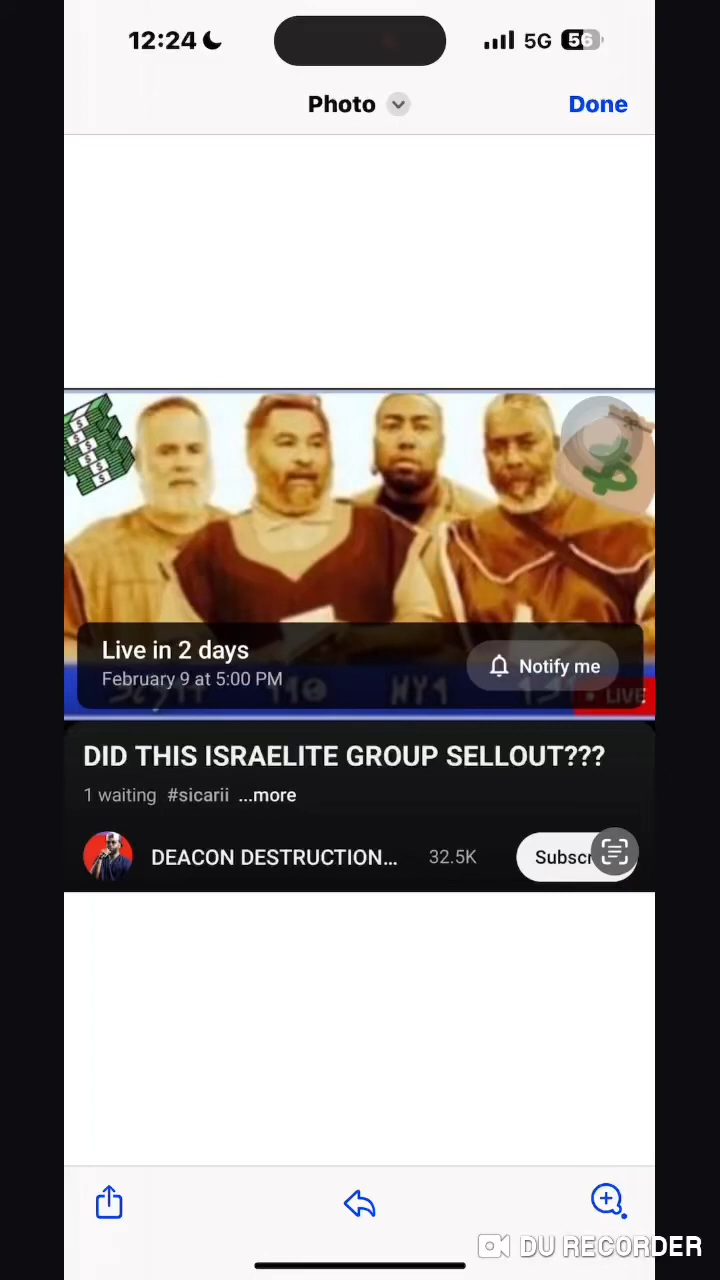 12:24 5G 56
Photo Done
Live in 2 days
February 9 at 5:00 PM
Notify me
LIVE
DID THIS ISRAELITE GROUP SELLOUT???
1 waiting #sicarii ...more
DEACON DESTRUCTION... 32.5K Subscr
DU RECORDER